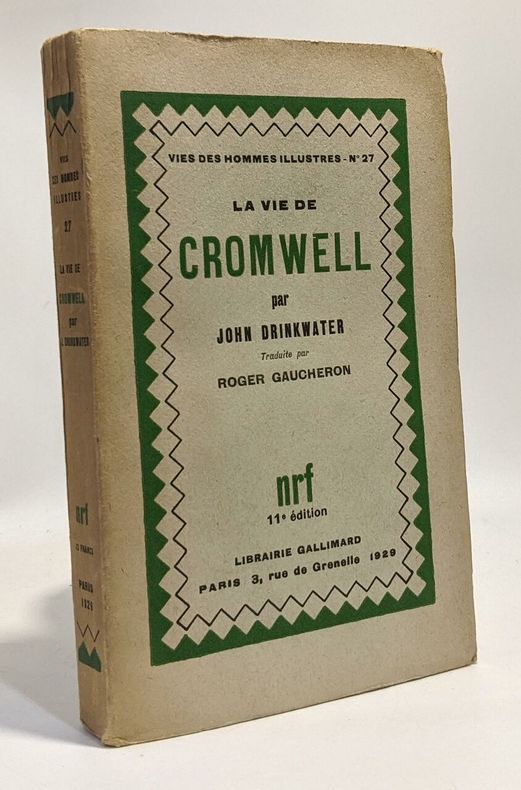 VIES DES HOMMES ILLUSTRES - N° 27
LA VIE DE
CROMWELL
par
JOHN DRINKWATER
Traduite par
ROGER GAUCHERON
nrf
11e édition
LIBRAIRIE GALLIMARD
PARIS 3, rue de Grenelle 1929
VIES
DES HOMMES
ILLUSTRES
27
LA VIE DE
CROMWELL
par
J. DRINKWATER
nrf
FRANCS
PARIS
1929